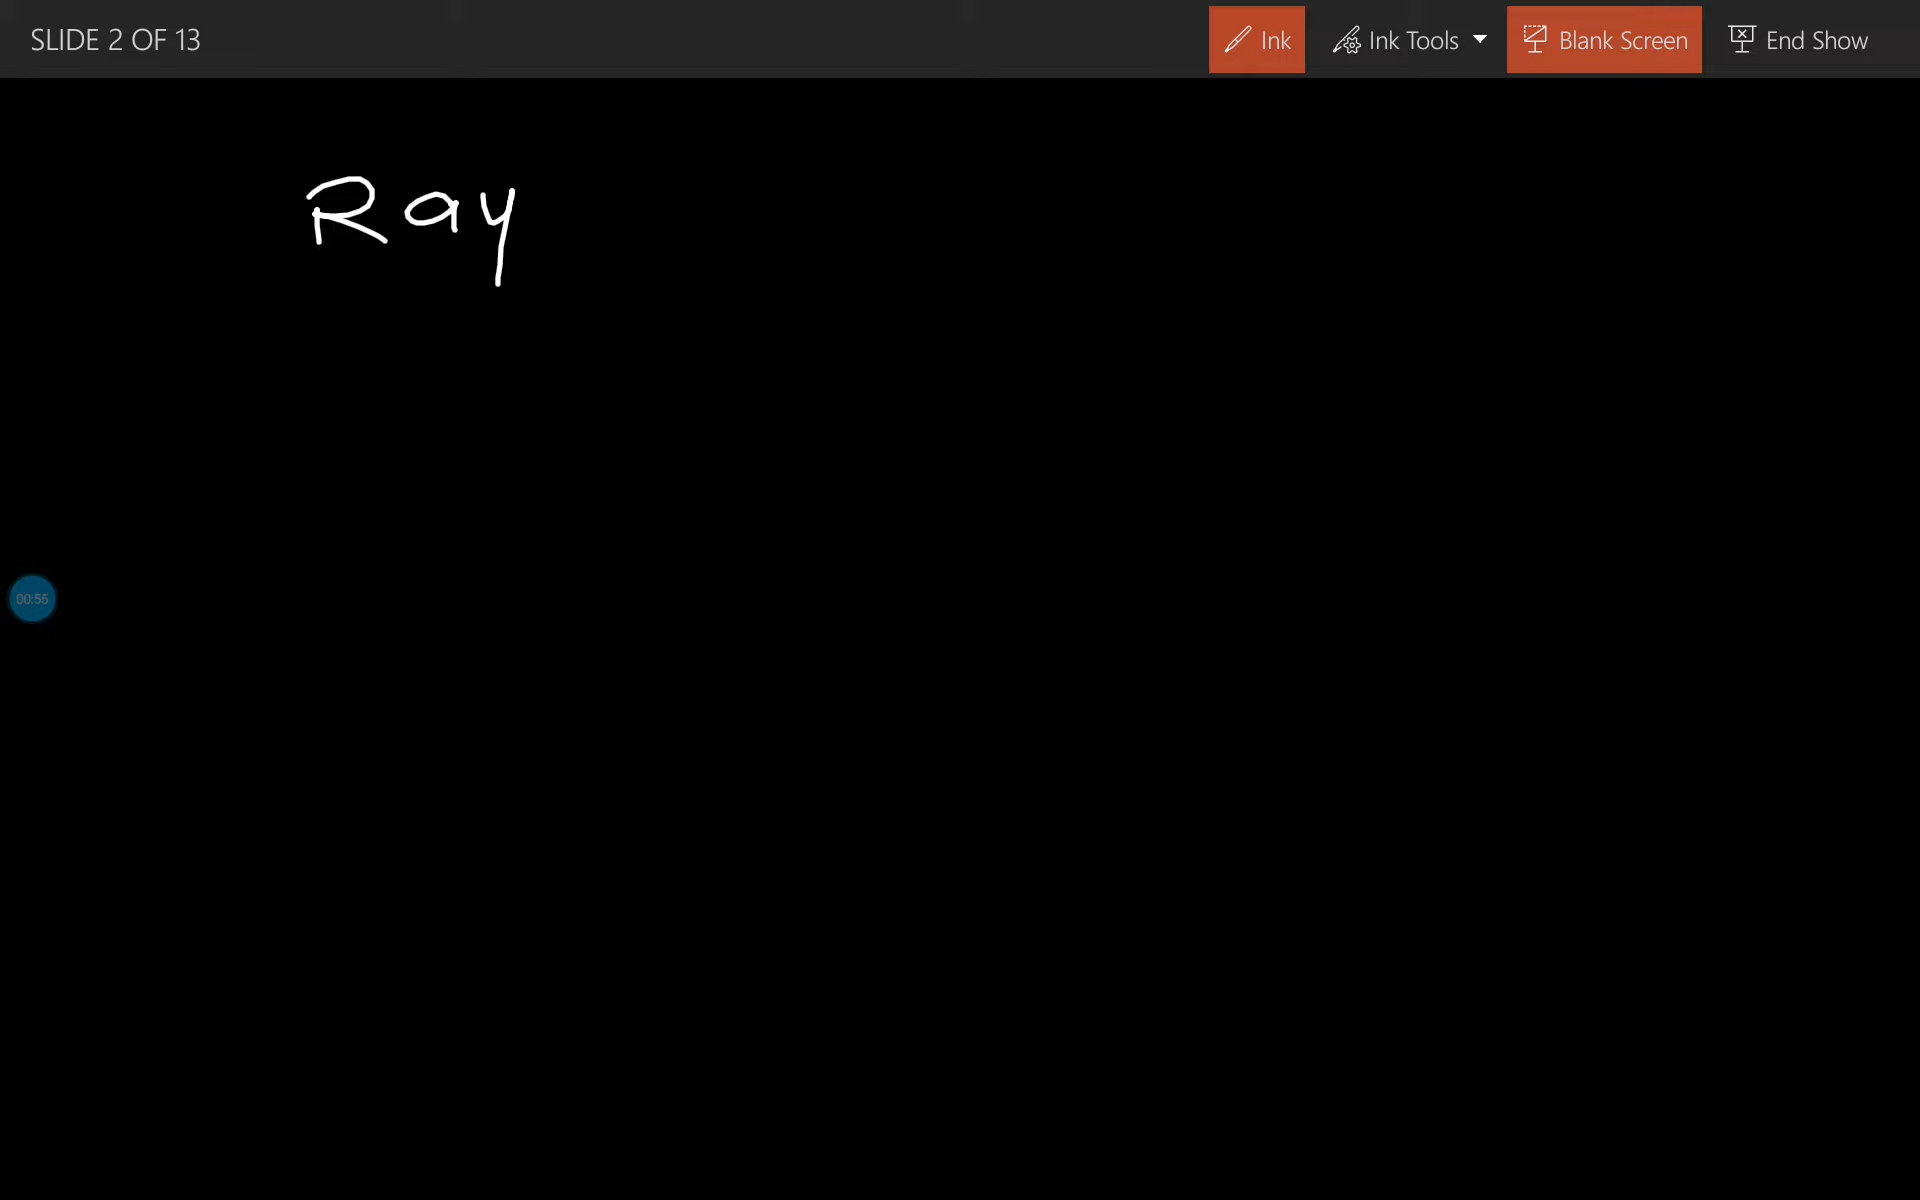 SLIDE 2 OF 13
Ink
Ink Tools
Blank Screen
End Show
Ray
00:56